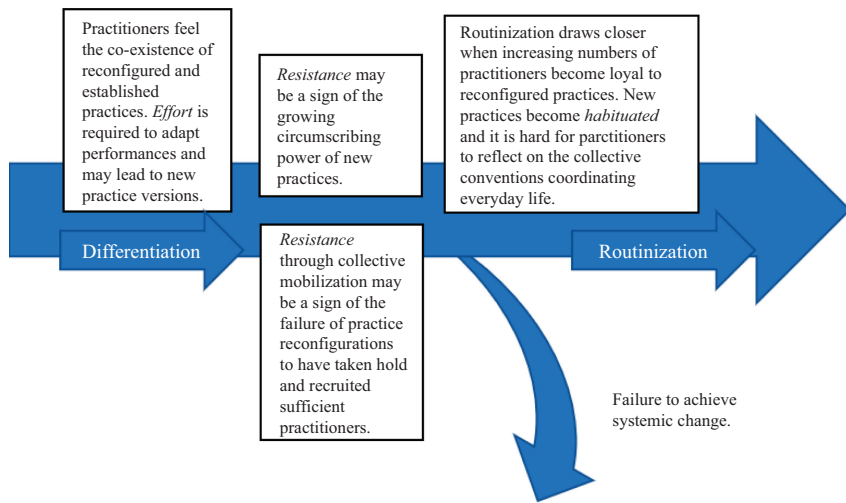 Practitioners feel
the co-existence of
reconfigured and
established
practices. Effort is
required to adapt
performances and
may lead to new
practice versions.
Resistance may
be a sign of the
growing
circumscribing
power of new
practices.
Routinization draws closer
when increasing numbers of
practitioners become loyal to
reconfigured practices. New
practices become habituated
and it is hard for partcitioners
to reflect on the collective
conventions coordinating
everyday life.
Differentiation
Resistance
through collective
mobilization may
be a sign of the
failure of practice
reconfigurations
to have taken hold
and recruited
sufficient
practitioners.
Routinization
Failure to achieve
systemic change.